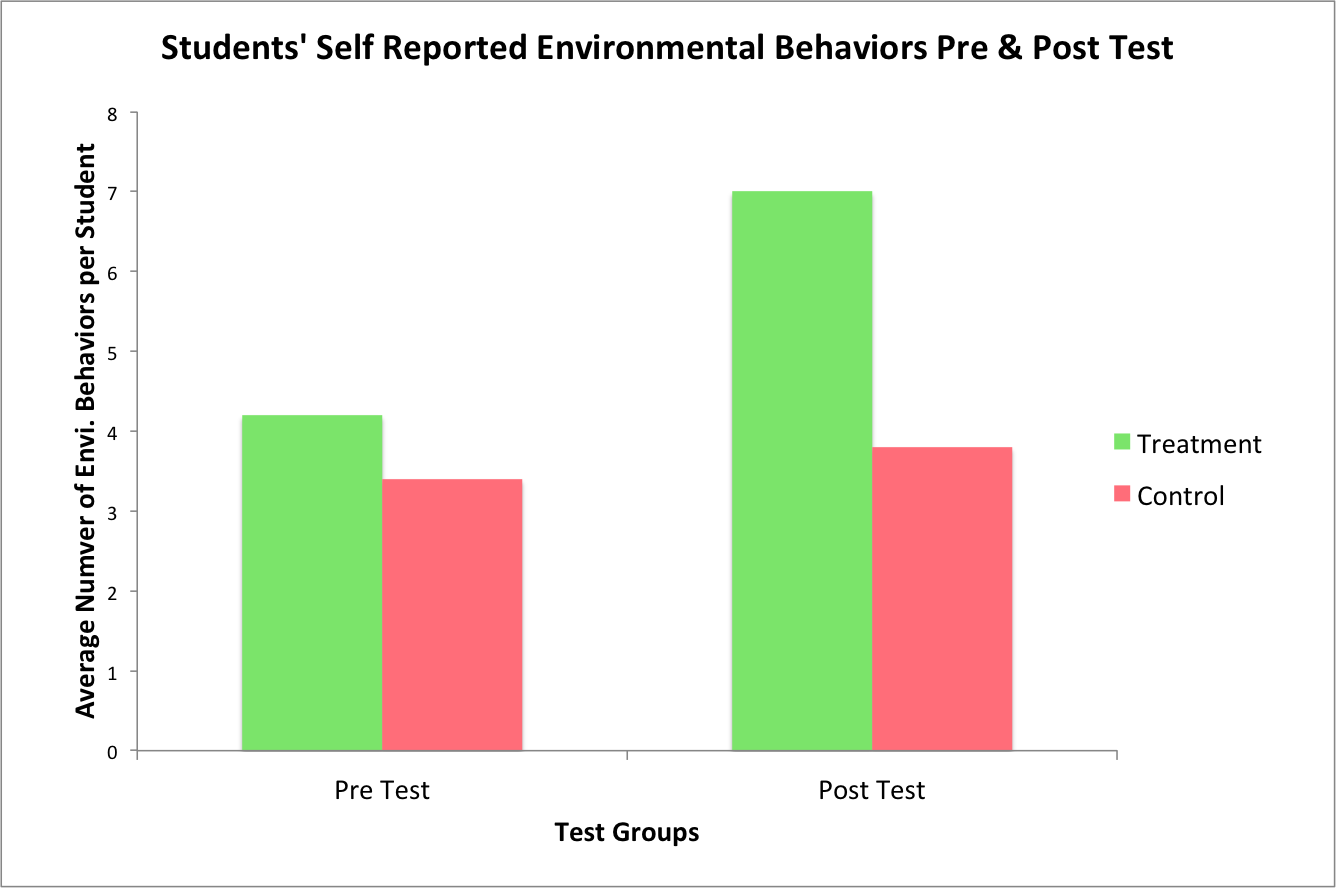 Students' Self Reported Environmental Behaviors Pre & Post Test
Average Numver of Envi. Behaviors per Student
8
7
6
5
4
3
2
1
0
Pre Test
Post Test
Test Groups
Treatment
Control